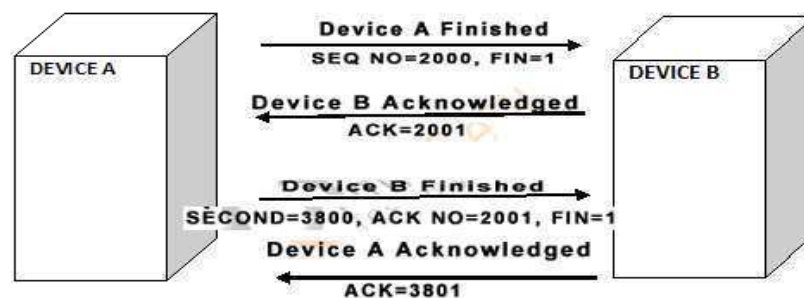 Device A Finished
SEQ NO=2000, FIN=1
DEVICE A
DEVICE B
Device B Acknowledged
ACK=2001
Device B Finished
SECOND=3800, ACK NO=2001, FIN=1
Device A Acknowledged
ACK=3801